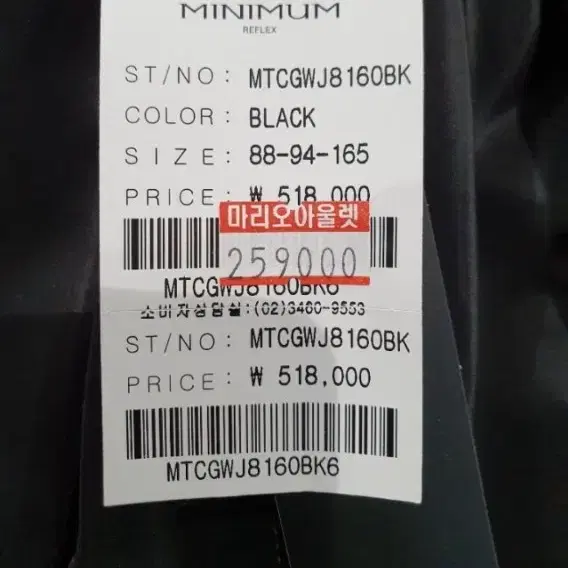 MINIMUM
REFLEX
ST/NO: MTCGWJ8160BK
COLOR: BLACK
SIZE: 88-94-165
PRICE: ₩ 518,000
마리오아울렛
259000
MTCGWJ8160BK6
소비자상담실:(02)3460-9553
ST/NO: MTCGWJ8160BK
PRICE: ₩ 518,000
MTCGWJ8160BK6